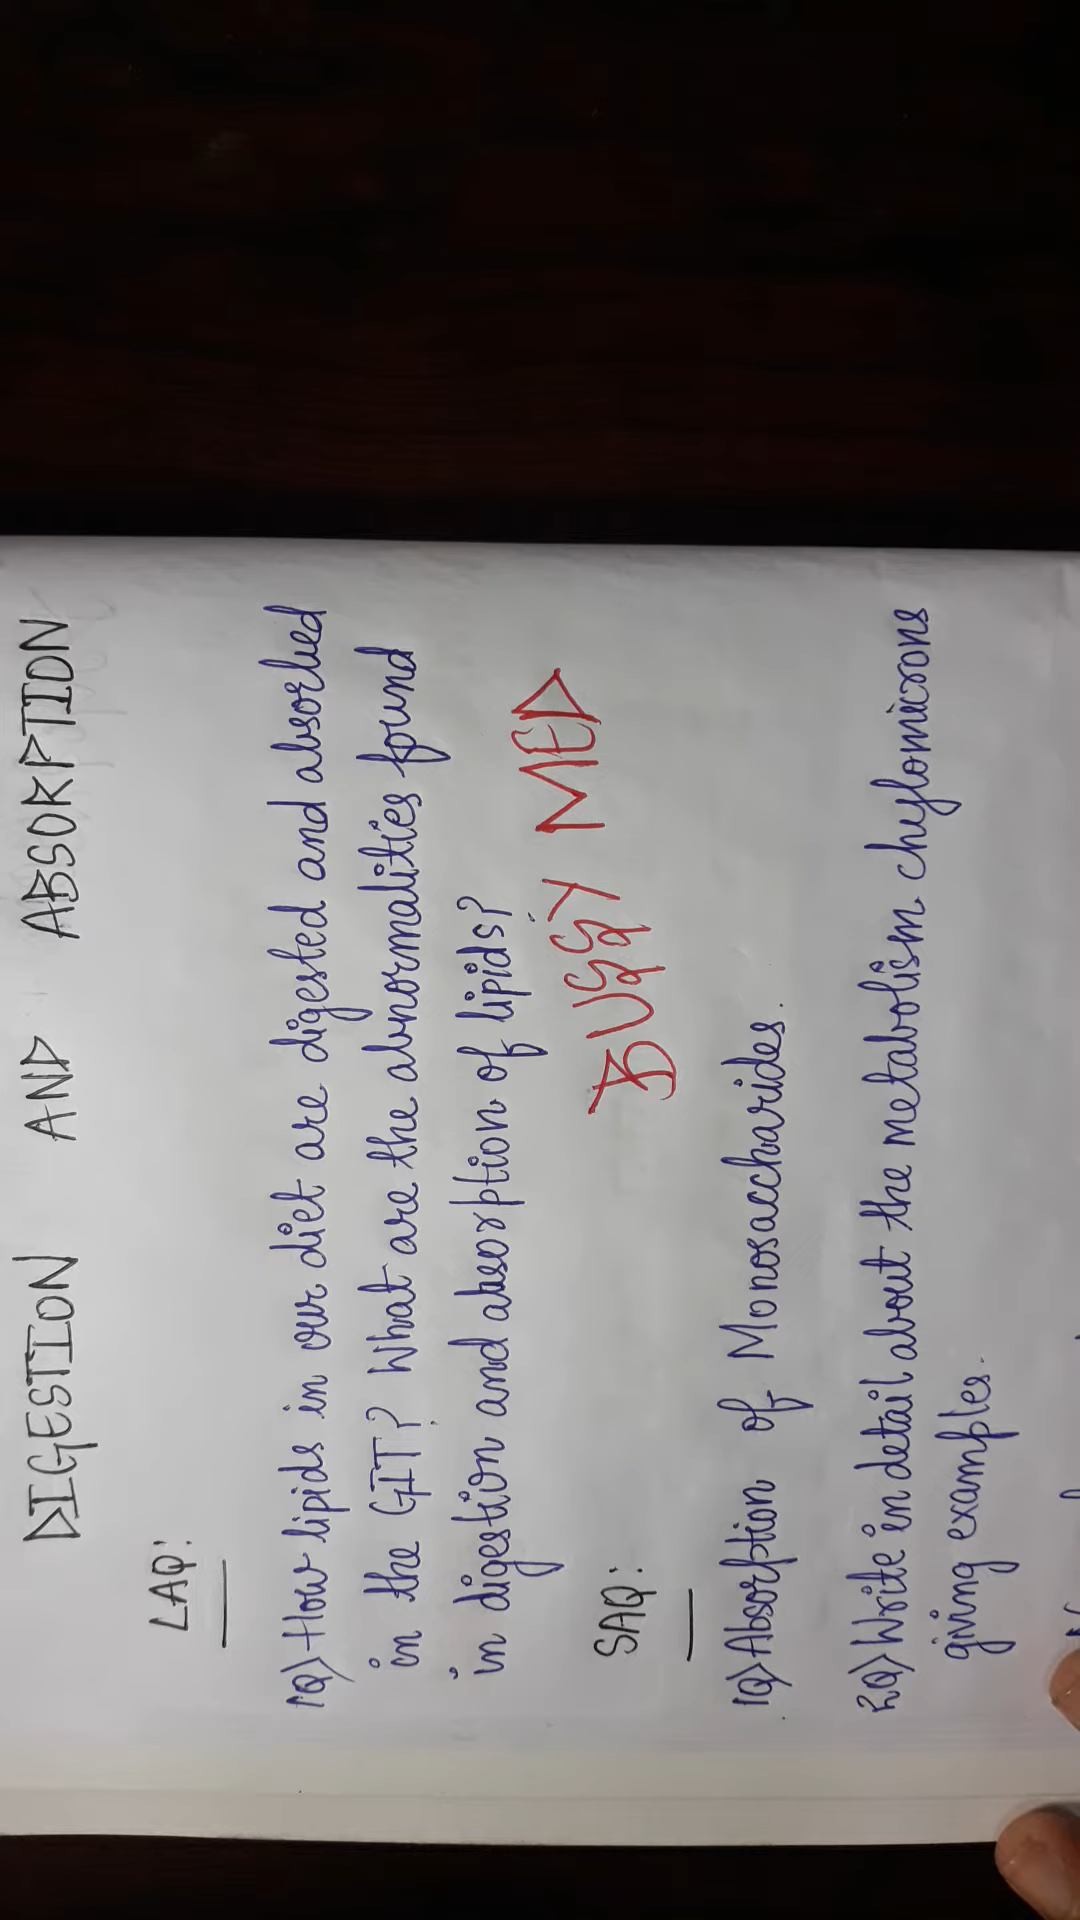 DIGESTION AND ABSORPTION
LAQ:
1Q) How lipids in our diet are digested and absorbed
in the GIT? What are the abnormalities found
in digestion and absorption of lipids?
BUGGY MED
SAQ:
1Q) Absorption of Monosaccharides.
2Q) Write in detail about the metabolism chylomicrons
giving examples.